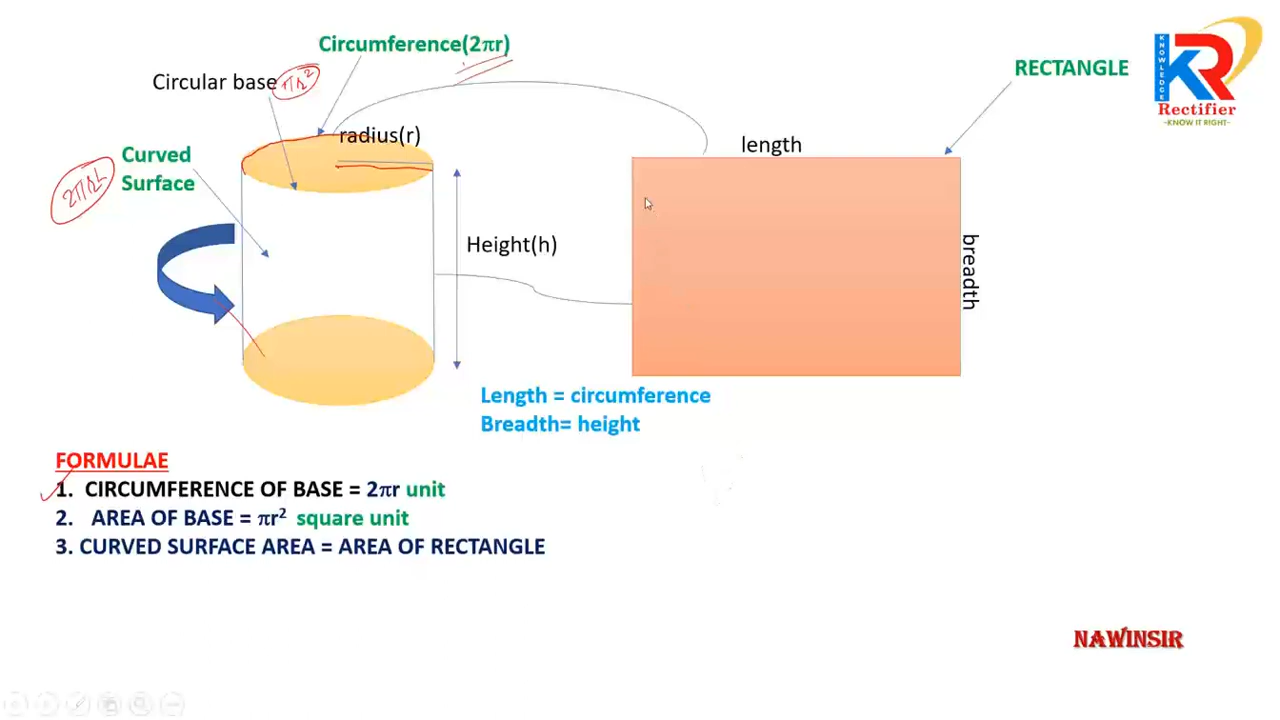 Circumference(2πr)
Circular base πr²
radius(r)
Curved
Surface
2πrh
Height(h)
length
RECTANGLE
breadth
KNOWLEDGE
KR
Rectifier
-KNOW IT RIGHT-
Length = circumference
Breadth= height
FORMULAE
1. CIRCUMFERENCE OF BASE = 2πr unit
2. AREA OF BASE = πr² square unit
3. CURVED SURFACE AREA = AREA OF RECTANGLE
NAWINSIR